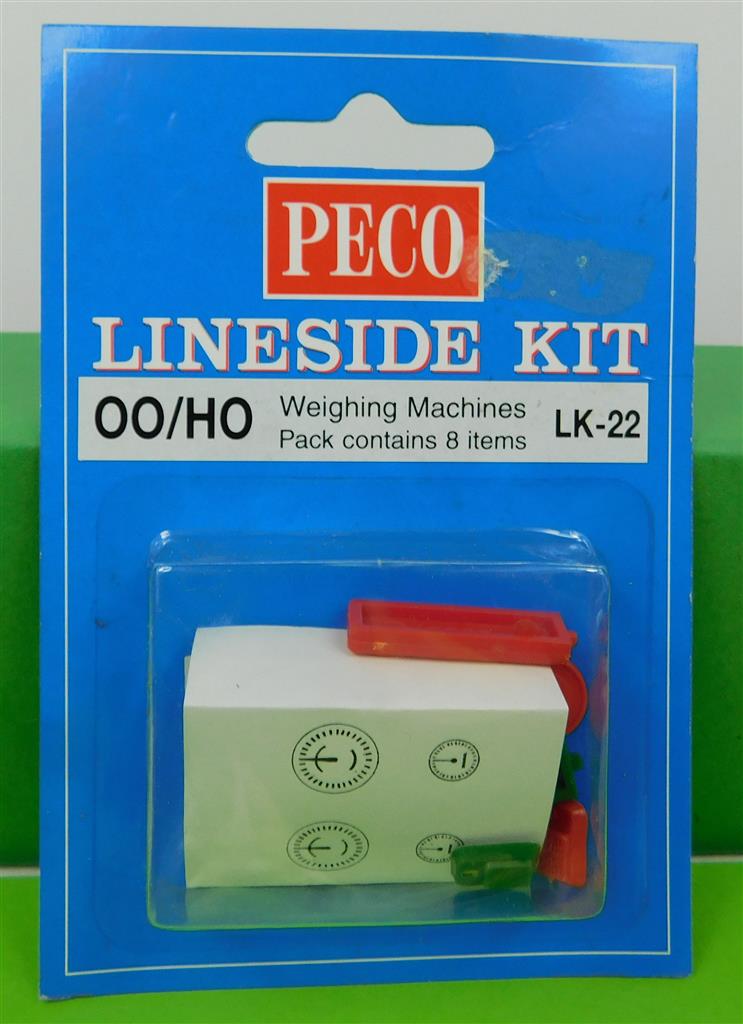 PECO
LINESIDE KIT
OO/HO
Weighing Machines
Pack contains 8 items
LK-22